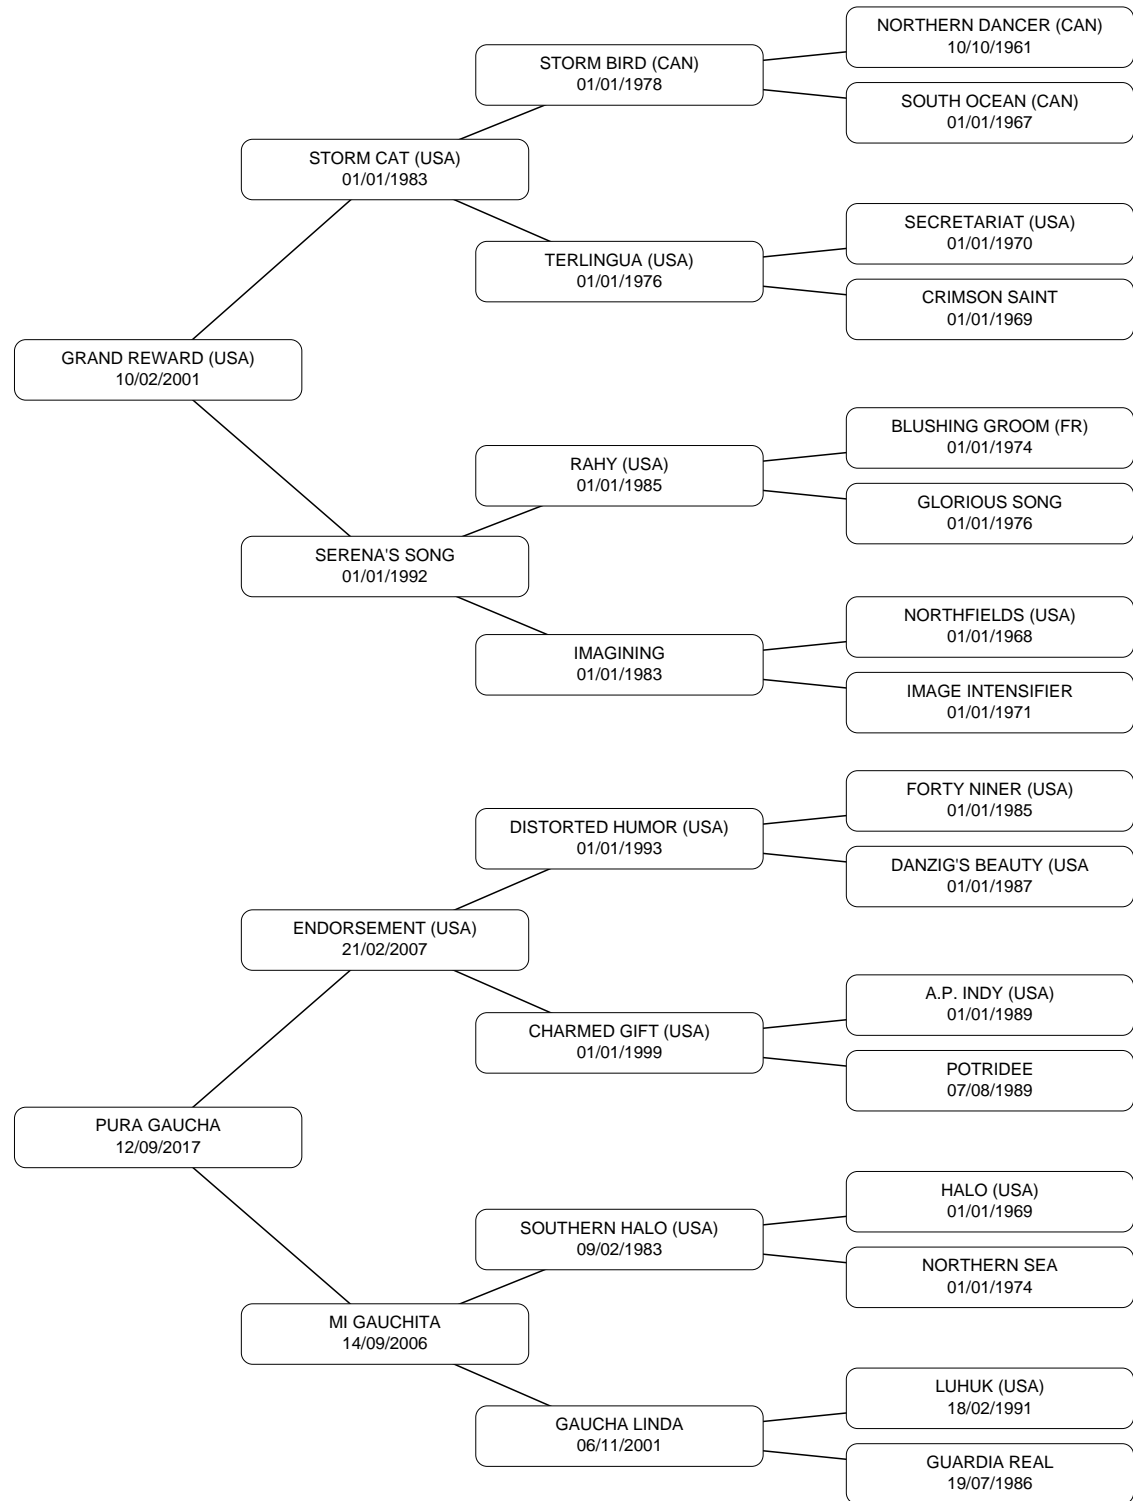 NORTHERN DANCER (CAN)
10/10/1961
STORM BIRD (CAN)
01/01/1978
SOUTH OCEAN (CAN)
01/01/1967
STORM CAT (USA)
01/01/1983
SECRETARIAT (USA)
01/01/1970
TERLINGUA (USA)
01/01/1976
CRIMSON SAINT
01/01/1969
GRAND REWARD (USA)
10/02/2001
BLUSHING GROOM (FR)
01/01/1974
RAHY (USA)
01/01/1985
GLORIOUS SONG
01/01/1976
SERENA'S SONG
01/01/1992
NORTHFIELDS (USA)
01/01/1968
IMAGINING
01/01/1983
IMAGE INTENSIFIER
01/01/1971
FORTY NINER (USA)
01/01/1985
DISTORTED HUMOR (USA)
01/01/1993
DANZIG'S BEAUTY (USA
01/01/1987
ENDORSEMENT (USA)
21/02/2007
A.P. INDY (USA)
01/01/1989
CHARMED GIFT (USA)
01/01/1999
POTRIDEE
07/08/1989
PURA GAUCHA
12/09/2017
HALO (USA)
01/01/1969
SOUTHERN HALO (USA)
09/02/1983
NORTHERN SEA
01/01/1974
MI GAUCHITA
14/09/2006
LUHUK (USA)
18/02/1991
GAUCHA LINDA
06/11/2001
GUARDIA REAL
19/07/1986